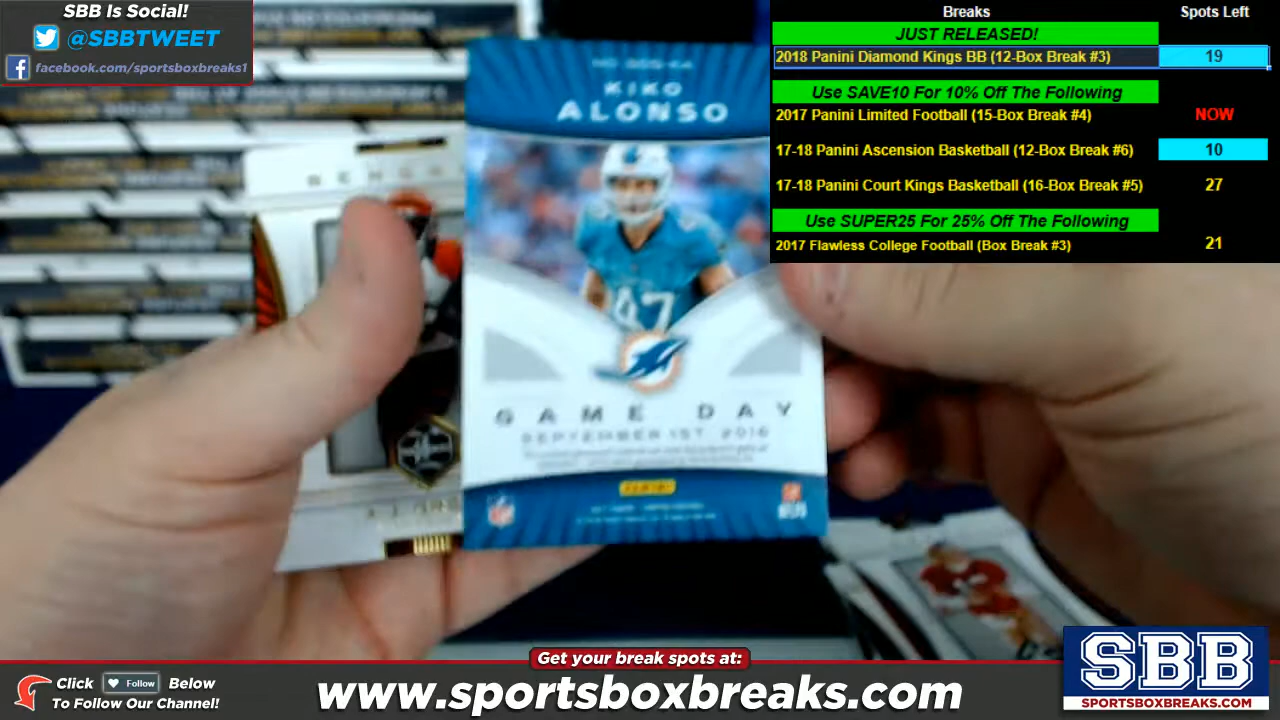 SBB Is Social!
@SBBTWEET
facebook.com/sportsboxbreaks1
Breaks Spots Left
JUST RELEASED!
2018 Panini Diamond Kings BB (12-Box Break #3) 19
Use SAVE10 For 10% Off The Following
2017 Panini Limited Football (15-Box Break #4) NOW
17-18 Panini Ascension Basketball (12-Box Break #6) 10
17-18 Panini Court Kings Basketball (16-Box Break #5) 27
Use SUPER25 For 25% Off The Following
2017 Flawless College Football (Box Break #3) 21
KIKO
ALONSO
47
GAME DAY
SEPTEMBER 1ST, 2016
PANINI
Get your break spots at:
Click Follow Below
To Follow Our Channel!
www.sportsboxbreaks.com
SBB
SPORTSBOXBREAKS.COM